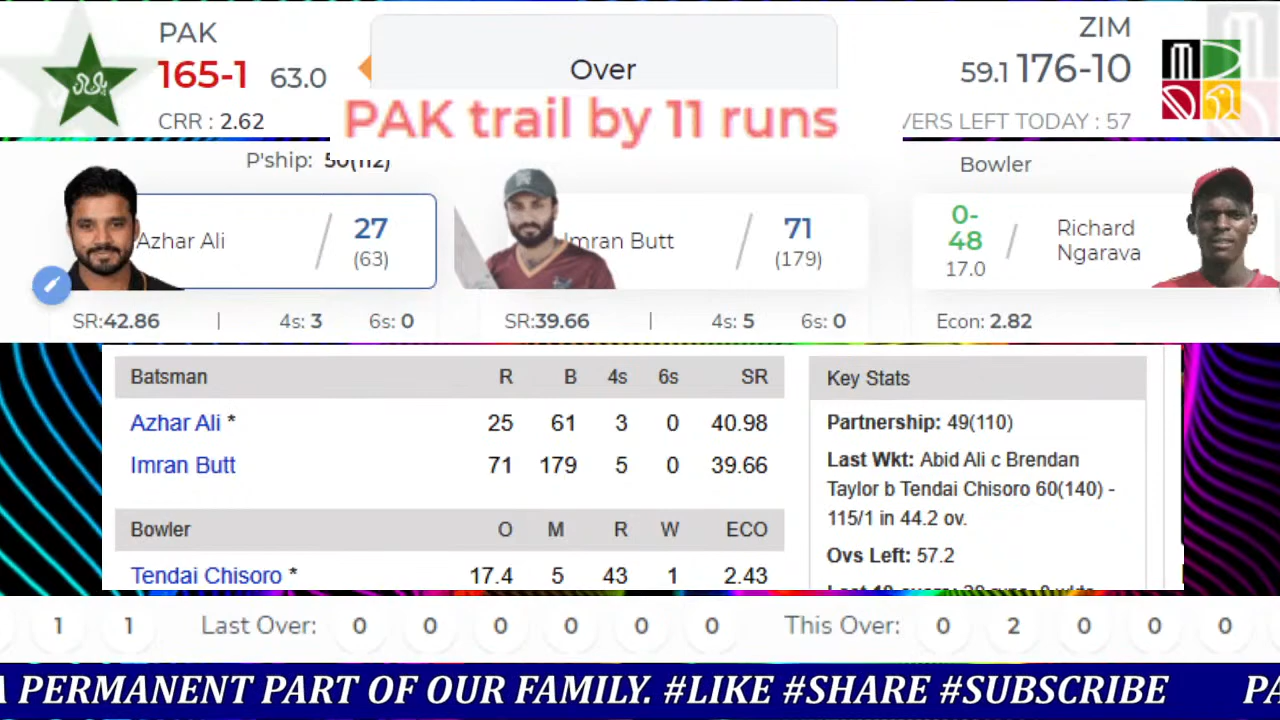 PAK
165-1 63.0
CRR : 2.62
Over
PAK trail by 11 runs
ZIM
59.1 176-10
VERS LEFT TODAY : 57
P'ship: 50(112)
Azhar Ali
27
(63)
SR:42.86 | 4s: 3 6s: 0
Imran Butt
71
(179)
SR:39.66 | 4s: 5 6s: 0
Bowler
0-
48
17.0
Richard
Ngarava
Econ: 2.82
Batsman R B 4s 6s SR
Azhar Ali * 25 61 3 0 40.98
Imran Butt 71 179 5 0 39.66
Bowler O M R W ECO
Tendai Chisoro * 17.4 5 43 1 2.43
Key Stats
Partnership: 49(110)
Last Wkt: Abid Ali c Brendan
Taylor b Tendai Chisoro 60(140) -
115/1 in 44.2 ov.
Ovs Left: 57.2
1 1 Last Over: 0 0 0 0 0 0 This Over: 0 2 0 0 0
A PERMANENT PART OF OUR FAMILY. #LIKE #SHARE #SUBSCRIBE PA